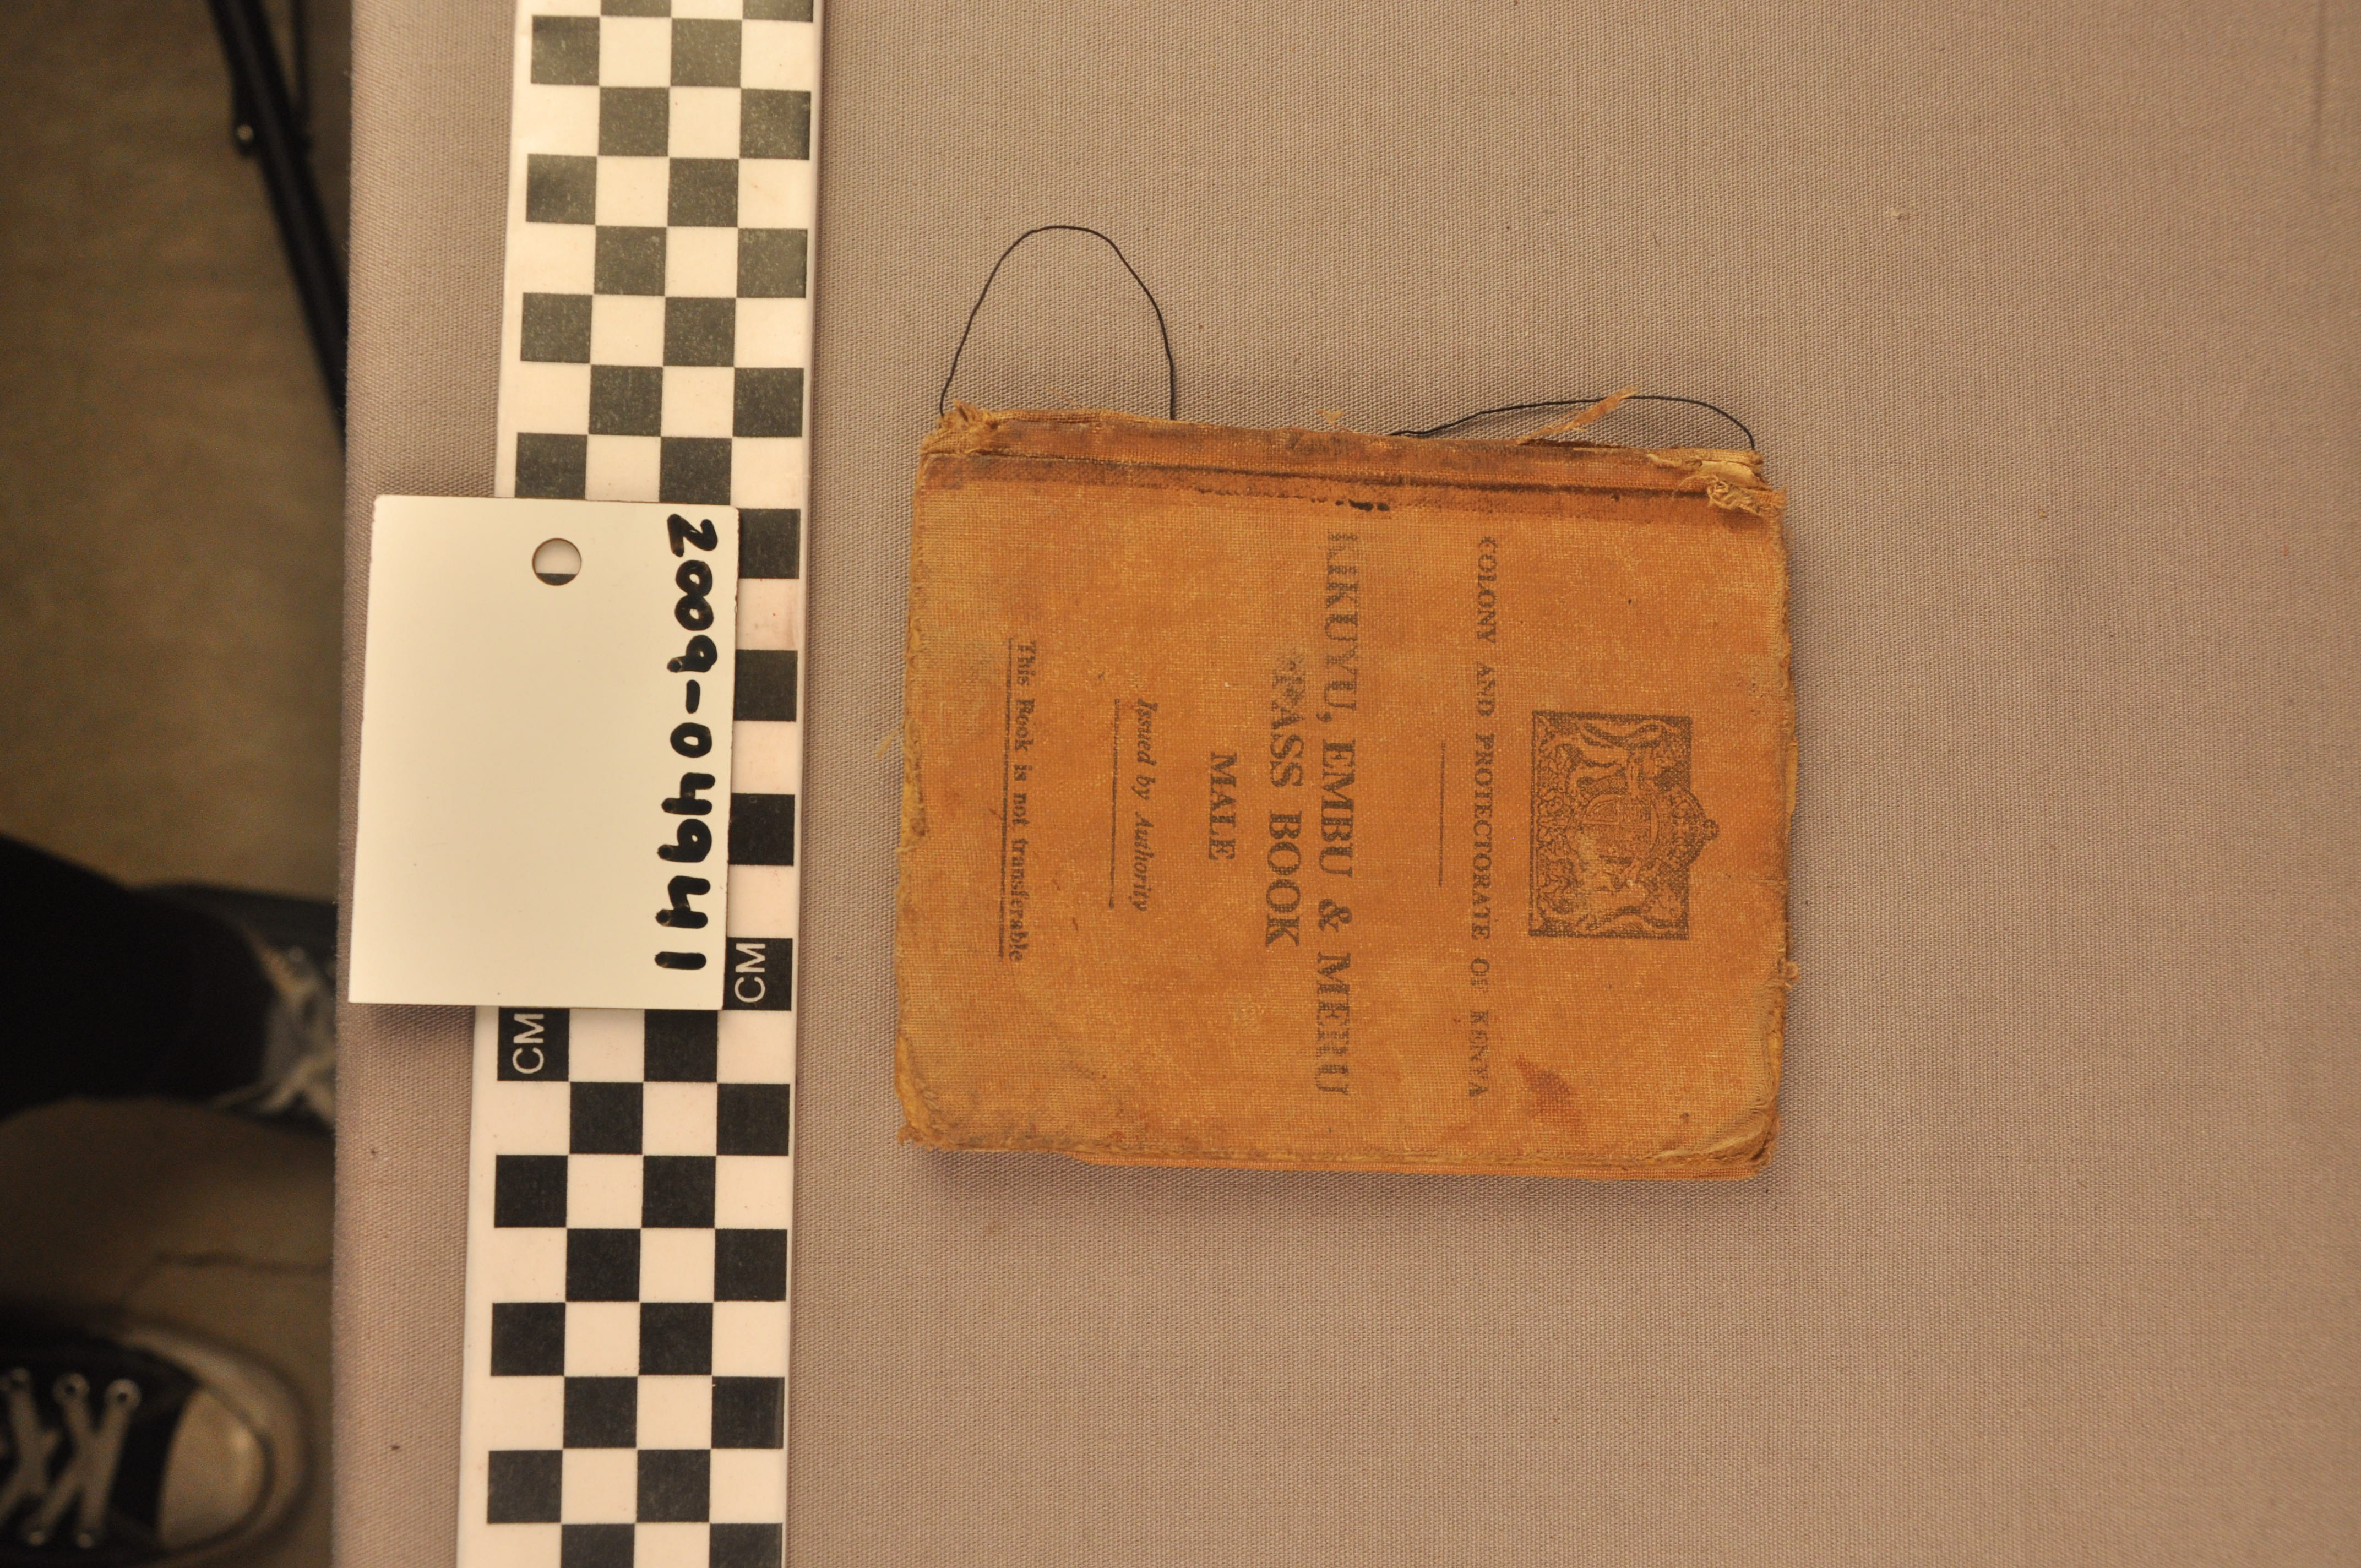 COLONY AND PROTECTORATE OF KENYA
KIKUYU, EMBU & MERU
PASS BOOK
MALE
Issued by Authority
This Book is not transferable
2009-04941
CM
CM